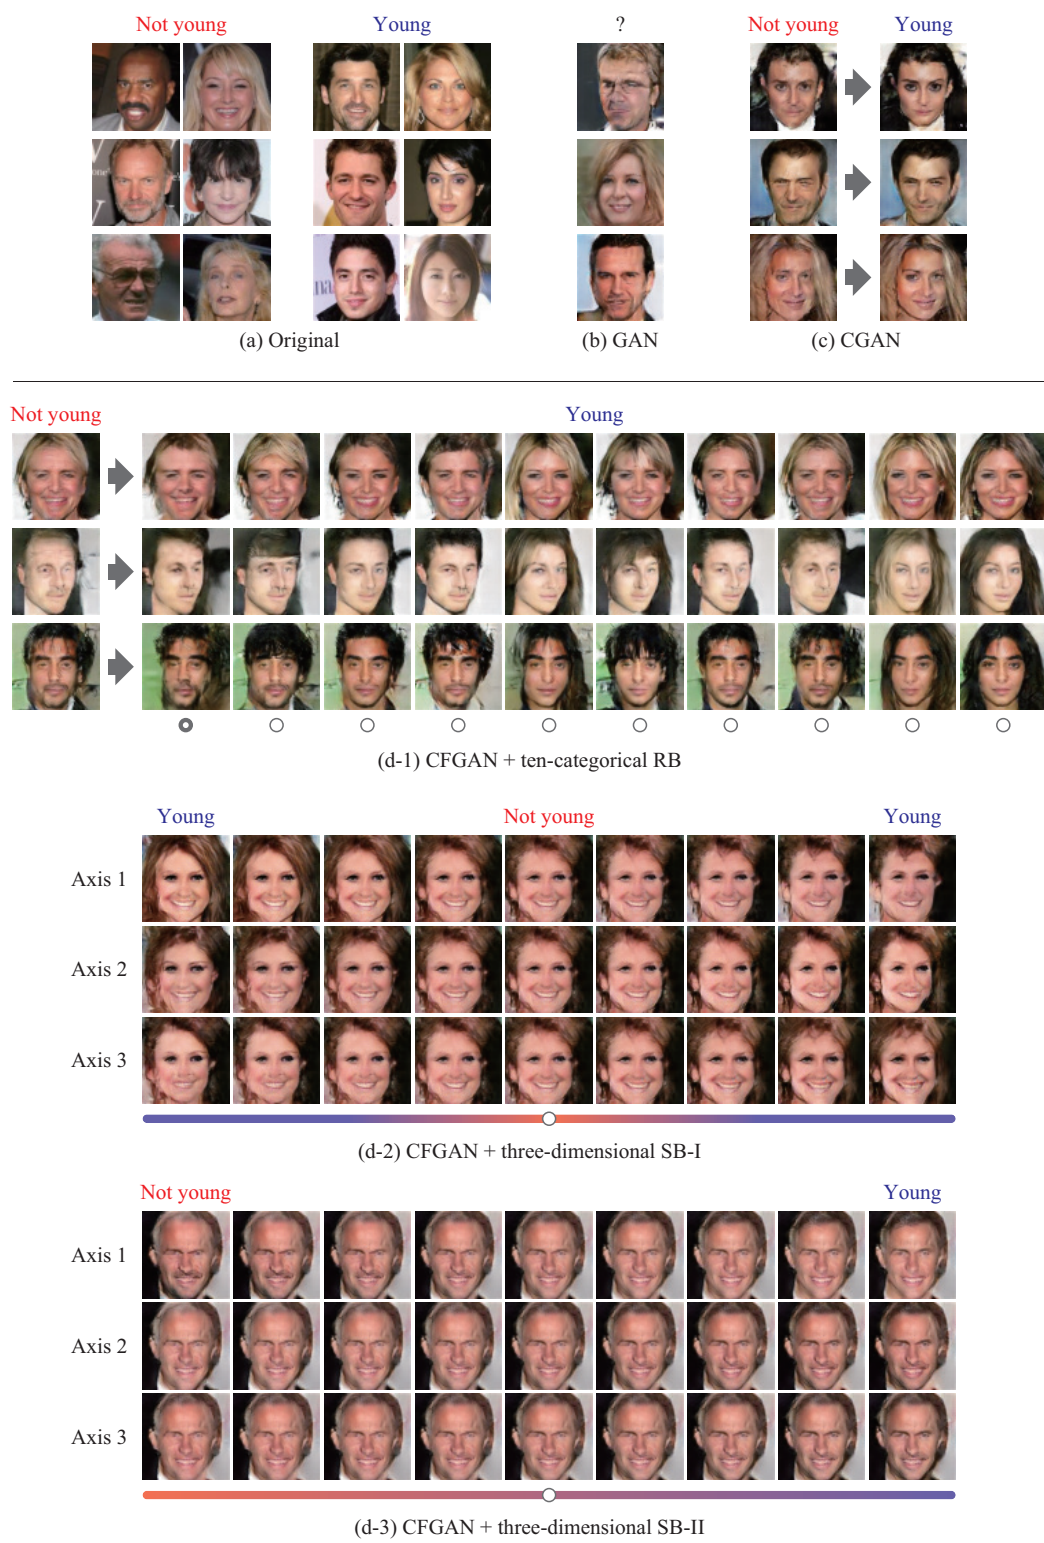 Not young Young ? Not young Young
(a) Original (b) GAN (c) CGAN
Not young Young
(d-1) CFGAN + ten-categorical RB
Young Not young Young
Axis 1
Axis 2
Axis 3
(d-2) CFGAN + three-dimensional SB-I
Not young Young
Axis 1
Axis 2
Axis 3
(d-3) CFGAN + three-dimensional SB-II